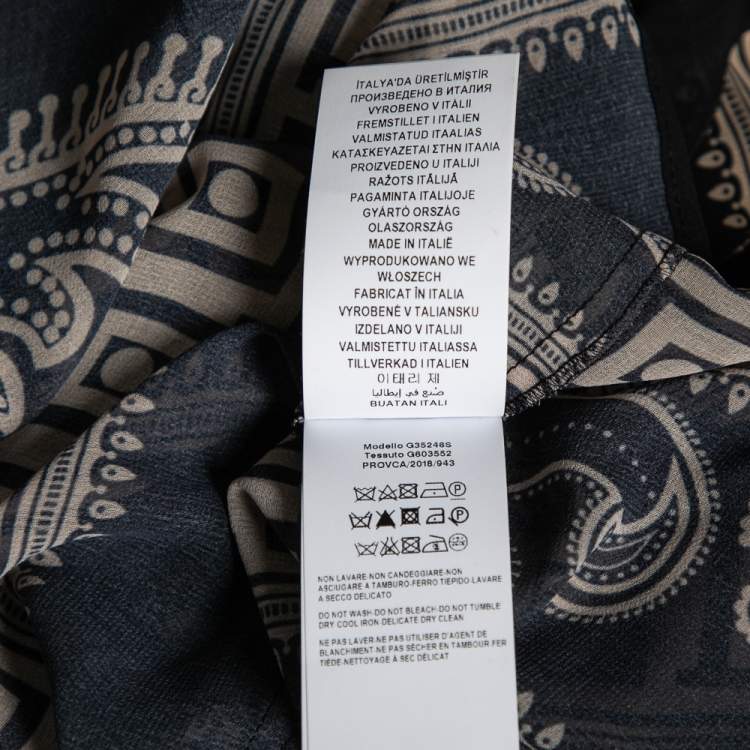 İTALYA'DA ÜRETİLMİŞTİR
ПРОИЗВЕДЕНО В ИТАЛИЯ
VYROBENO V ITÁLII
FREMSTILLET I ITALIEN
VALMISTATUD ITAALIAS
ΚΑΤΑΣΚΕΥΑΖΕΤΑΙ ΣΤΗΝ ΙΤΑΛΙΑ
PROIZVEDENO U ITALIJI
RAŽOTS ITĀLIJĀ
PAGAMINTA ITALIJOJE
GYÁRTÓ ORSZÁG
OLASZORSZÁG
MADE IN ITALIË
WYPRODUKOWANO WE
WŁOSZECH
FABRICAT ÎN ITALIA
VYROBENÉ V TALIANSKU
IZDELANO V ITALIJI
VALMISTETTU ITALIASSA
TILLVERKAD I ITALIEN
이태리 제
صنع في إيطاليا
BUATAN ITALI
Modello G35248S
Tessuto G603552
PROVCA/2018/943
NON LAVARE-NON CANDEGGIARE-NON
ASCIUGARE A TAMBURO-FERRO TIEPIDO-LAVARE
A SECCO DELICATO
DO NOT WASH-DO NOT BLEACH-DO NOT TUMBLE
DRY COOL IRON DELICATE DRY CLEAN
NE PAS LAVER-NE PAS UTILISER D'AGENT DE
BLANCHIMENT-NE PAS SÉCHER EN TAMBOUR FER
TIÈDE-NETTOYAGE À SEC DÉLICAT